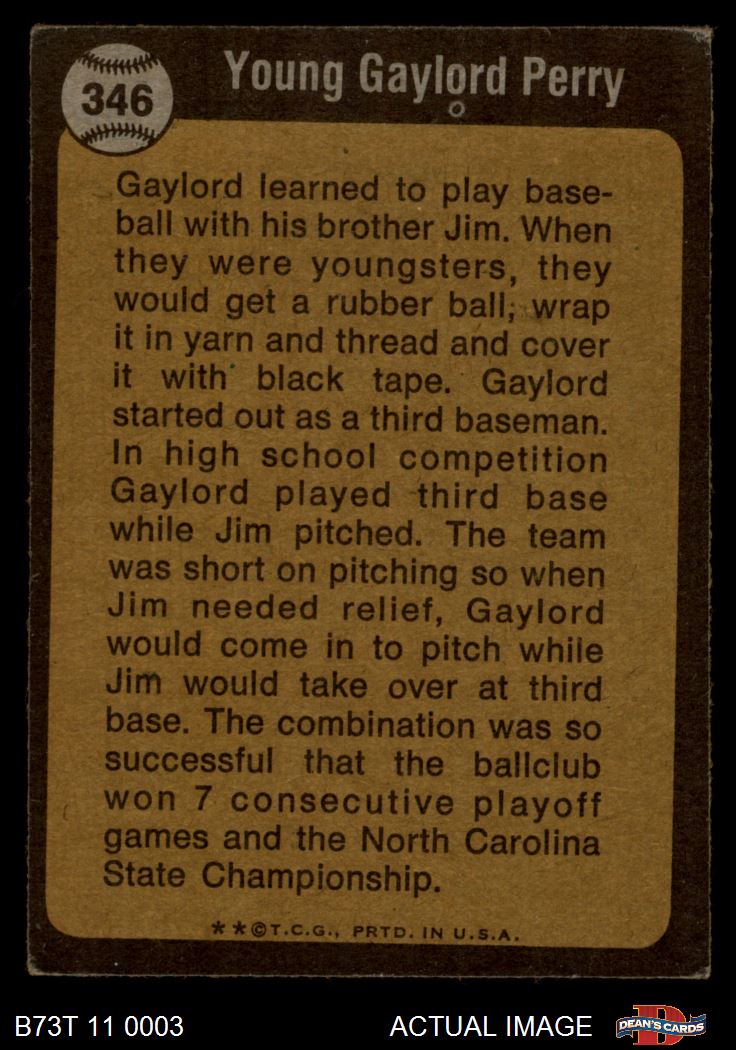 346
Young Gaylord Perry
Gaylord learned to play base-
ball with his brother Jim. When
they were youngsters, they
would get a rubber ball, wrap
it in yarn and thread and cover
it with black tape. Gaylord
started out as a third baseman.
In high school competition
Gaylord played third base
while Jim pitched. The team
was short on pitching so when
Jim needed relief, Gaylord
would come in to pitch while
Jim would take over at third
base. The combination was so
successful that the ballclub
won 7 consecutive playoff
games and the North Carolina
State Championship.
**©T.C.G., PRTD. IN U.S.A.
B73T 11 0003
ACTUAL IMAGE
D
DEAN'S CARDS